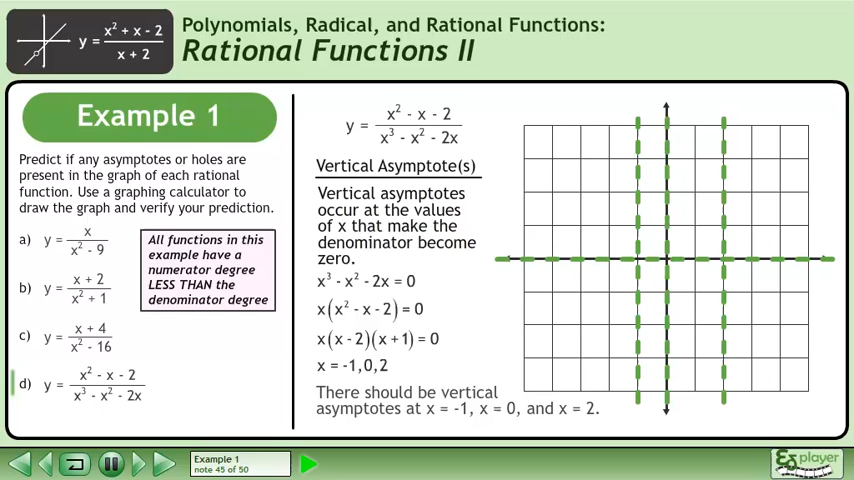 y = x² + x - 2 / x + 2
Polynomials, Radical, and Rational Functions:
Rational Functions II
Example 1
Predict if any asymptotes or holes are
present in the graph of each rational
function. Use a graphing calculator to
draw the graph and verify your prediction.
a) y = x / x² - 9
b) y = x + 2 / x² + 1
c) y = x + 4 / x² - 16
d) y = x² - x - 2 / x³ - x² - 2x
All functions in this
example have a
numerator degree
LESS THAN the
denominator degree
y = x² - x - 2 / x³ - x² - 2x
Vertical Asymptote(s)
Vertical asymptotes
occur at the values
of x that make the
denominator become
zero.
x³ - x² - 2x = 0
x(x² - x - 2) = 0
x(x - 2)(x + 1) = 0
x = -1,0,2
There should be vertical
asymptotes at x = -1, x = 0, and x = 2.
Example 1
note 45 of 50
player